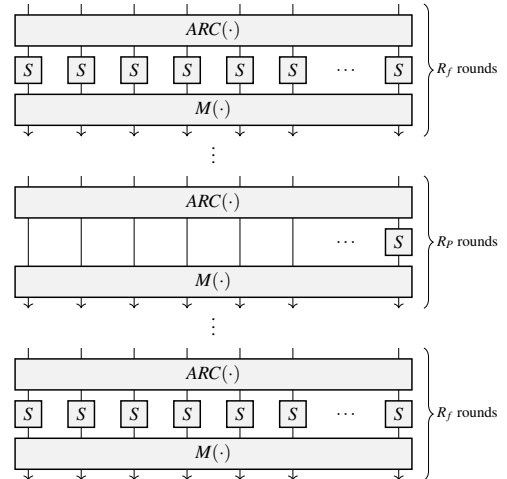 ARC(·)
S S S S S S ··· S
R_f rounds
M(·)
⋮
ARC(·)
··· S
R_P rounds
M(·)
⋮
ARC(·)
S S S S S S ··· S
R_f rounds
M(·)